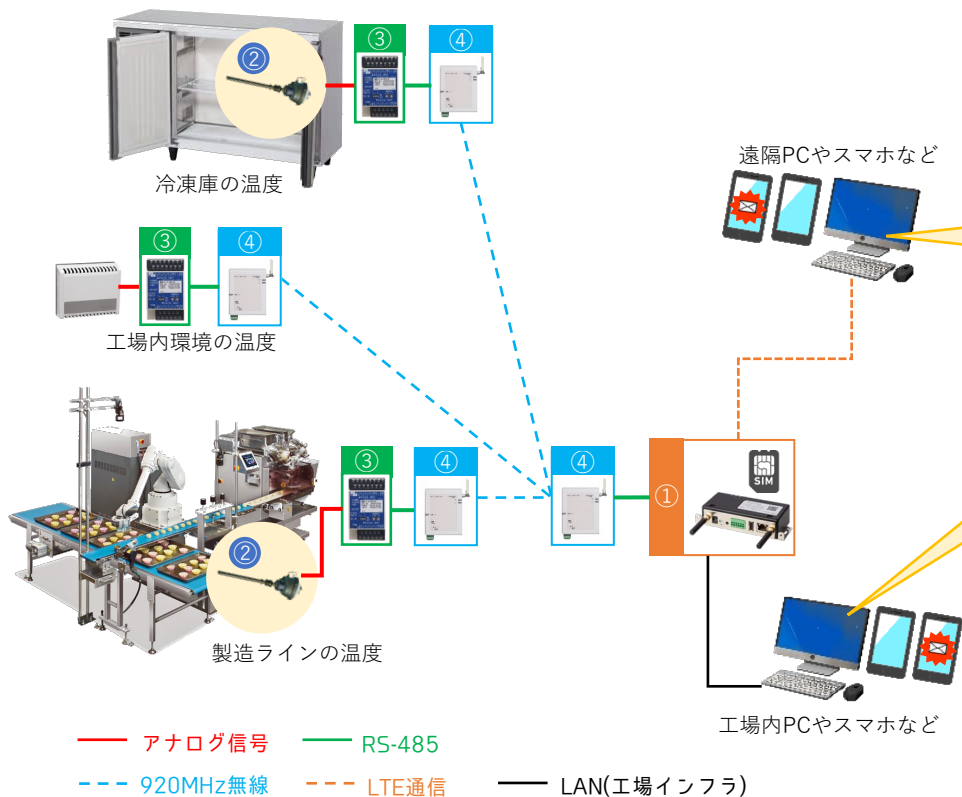 ②
③
④
冷凍庫の温度
遠隔PCやスマホなど
③
④
工場内環境の温度
③
④
④
①
SIM
②
製造ラインの温度
工場内PCやスマホなど
アナログ信号
RS-485
920MHz無線
LTE通信
LAN(工場インフラ)